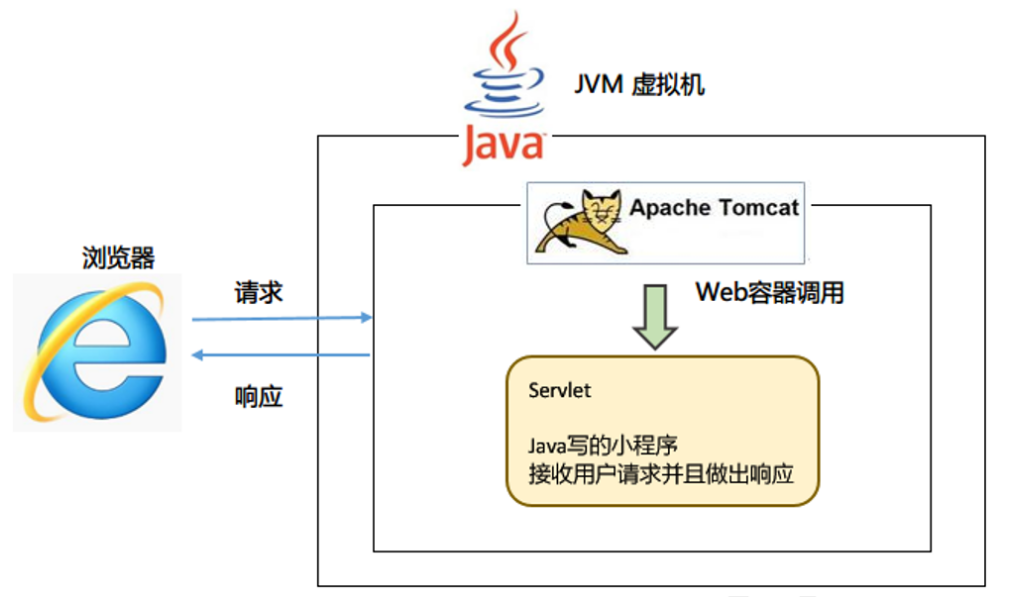 JVM 虚拟机
Java
Apache Tomcat
浏览器
请求
Web容器调用
响应
Servlet
Java写的小程序
接收用户请求并且做出响应